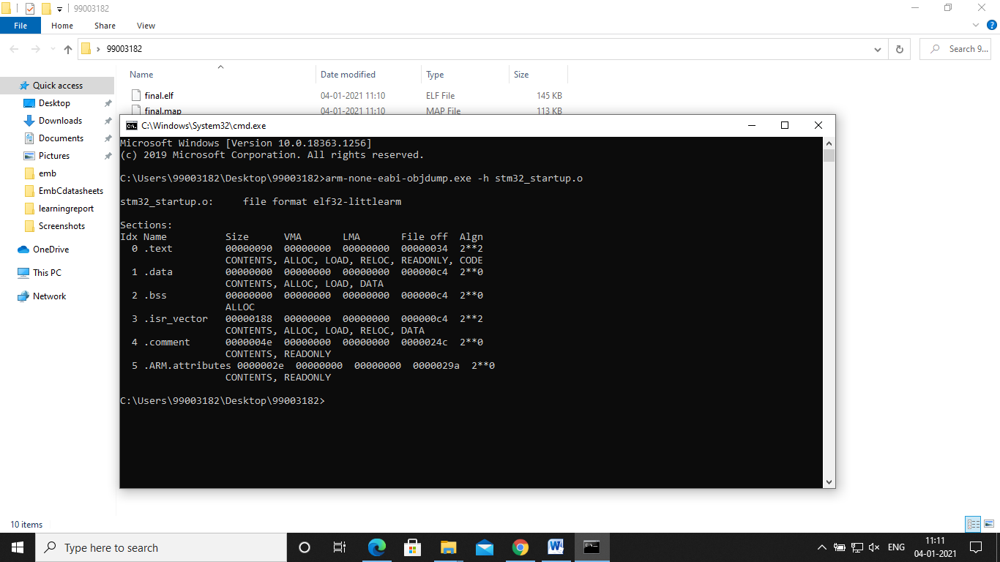 99003182
File Home Share View
99003182
Search 9...
Name Date modified Type Size
Quick access
final.elf 04-01-2021 11:10 ELF File 145 KB
Desktop
final.map 04-01-2021 11:10 MAP File 113 KB
Downloads
Documents
Pictures
emb
EmbCdatasheets
learningreport
Screenshots
OneDrive
This PC
Network
C:\Windows\System32\cmd.exe
Microsoft Windows [Version 10.0.18363.1256]
(c) 2019 Microsoft Corporation. All rights reserved.
C:\Users\99003182\Desktop\99003182>arm-none-eabi-objdump.exe -h stm32_startup.o
stm32_startup.o:     file format elf32-littlearm
Sections:
Idx Name          Size      VMA       LMA       File off  Algn
  0 .text         00000090  00000000  00000000  00000034  2**2
                  CONTENTS, ALLOC, LOAD, RELOC, READONLY, CODE
  1 .data         00000000  00000000  00000000  000000c4  2**0
                  CONTENTS, ALLOC, LOAD, DATA
  2 .bss          00000000  00000000  00000000  000000c4  2**0
                  ALLOC
  3 .isr_vector   00000188  00000000  00000000  000000c4  2**2
                  CONTENTS, ALLOC, LOAD, RELOC, DATA
  4 .comment      0000004e  00000000  00000000  0000024c  2**0
                  CONTENTS, READONLY
  5 .ARM.attributes 0000002e  00000000  00000000  0000029a  2**0
                  CONTENTS, READONLY
C:\Users\99003182\Desktop\99003182>
10 items
Type here to search
ENG
11:11
04-01-2021